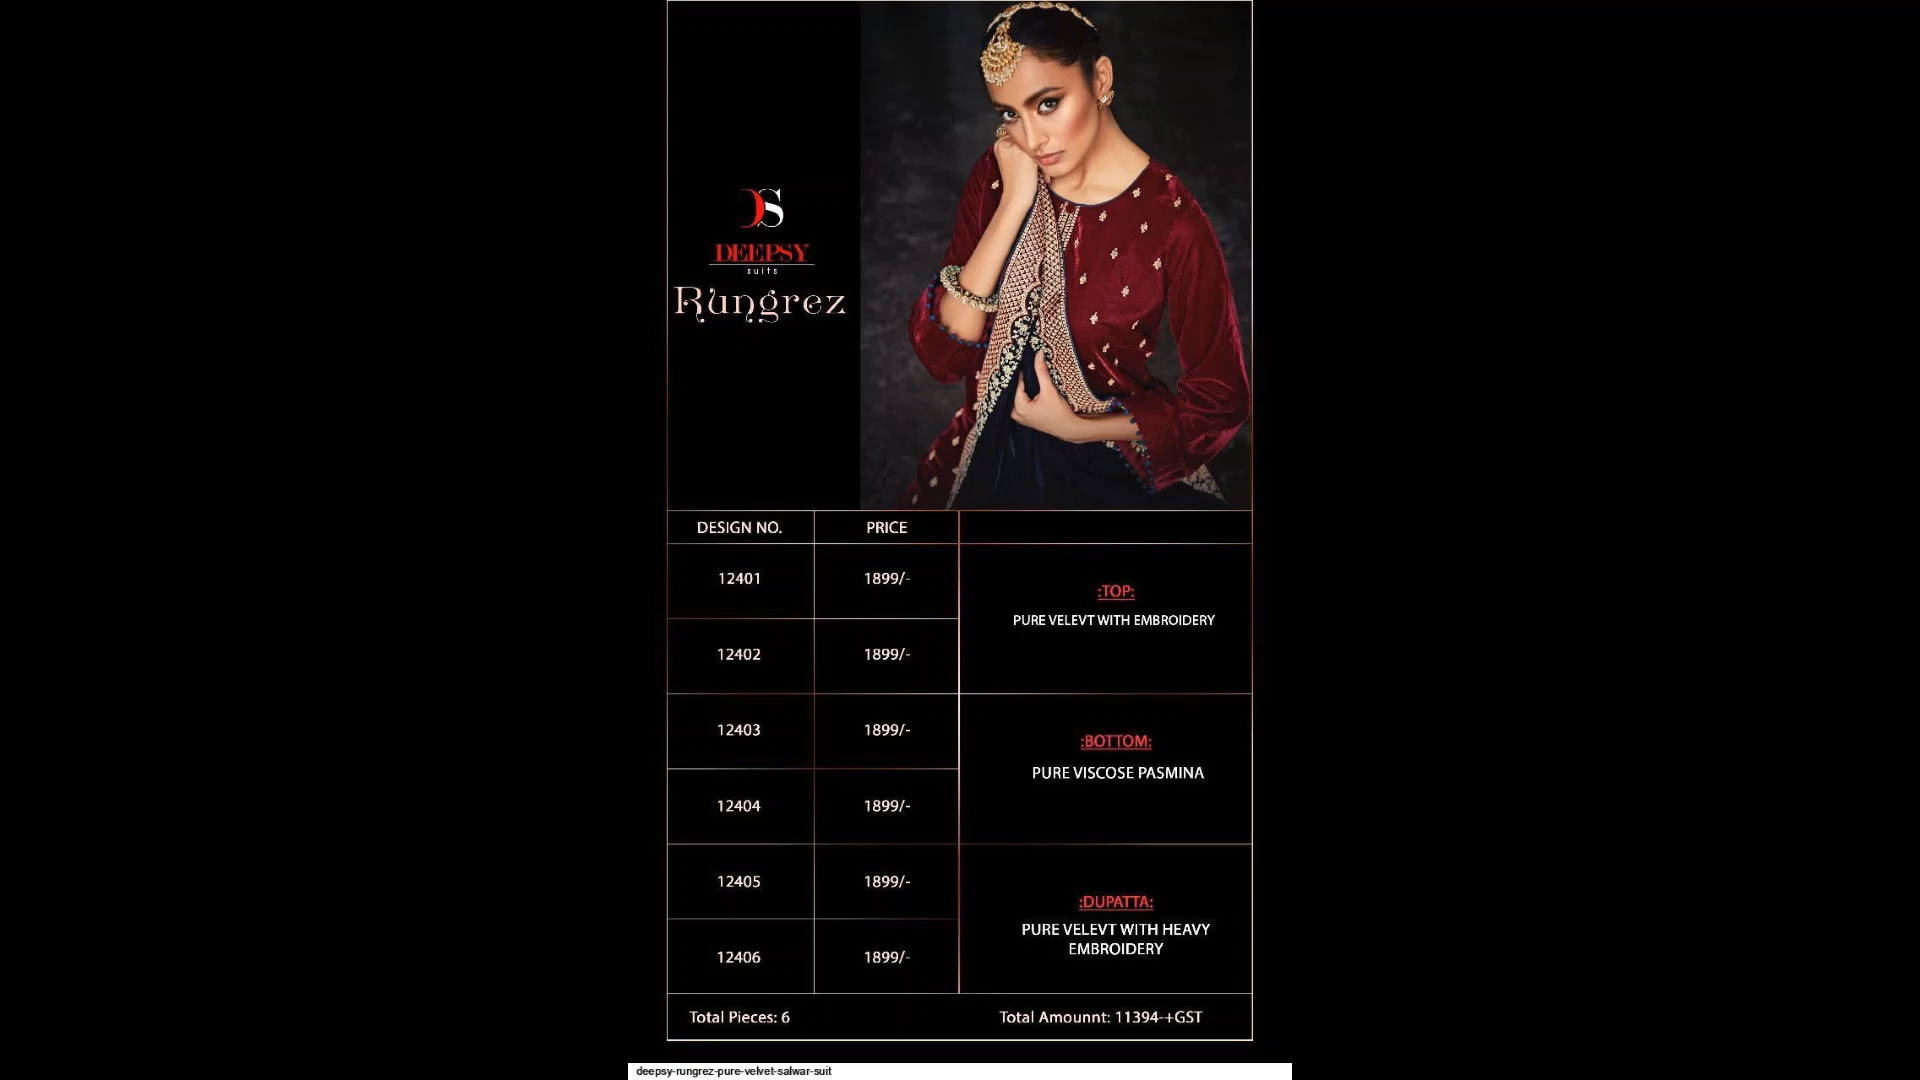 DS
DEEPSY
suits
Rungrez
DESIGN NO. PRICE
12401 1899/-
:TOP:
PURE VELEVT WITH EMBROIDERY
12402 1899/-
12403 1899/-
:BOTTOM:
PURE VISCOSE PASMINA
12404 1899/-
12405 1899/-
:DUPATTA:
PURE VELEVT WITH HEAVY
EMBROIDERY
12406 1899/-
Total Pieces: 6 Total Amounnt: 11394-+GST
deepsy-rungrez-pure-velvet-salwar-suit